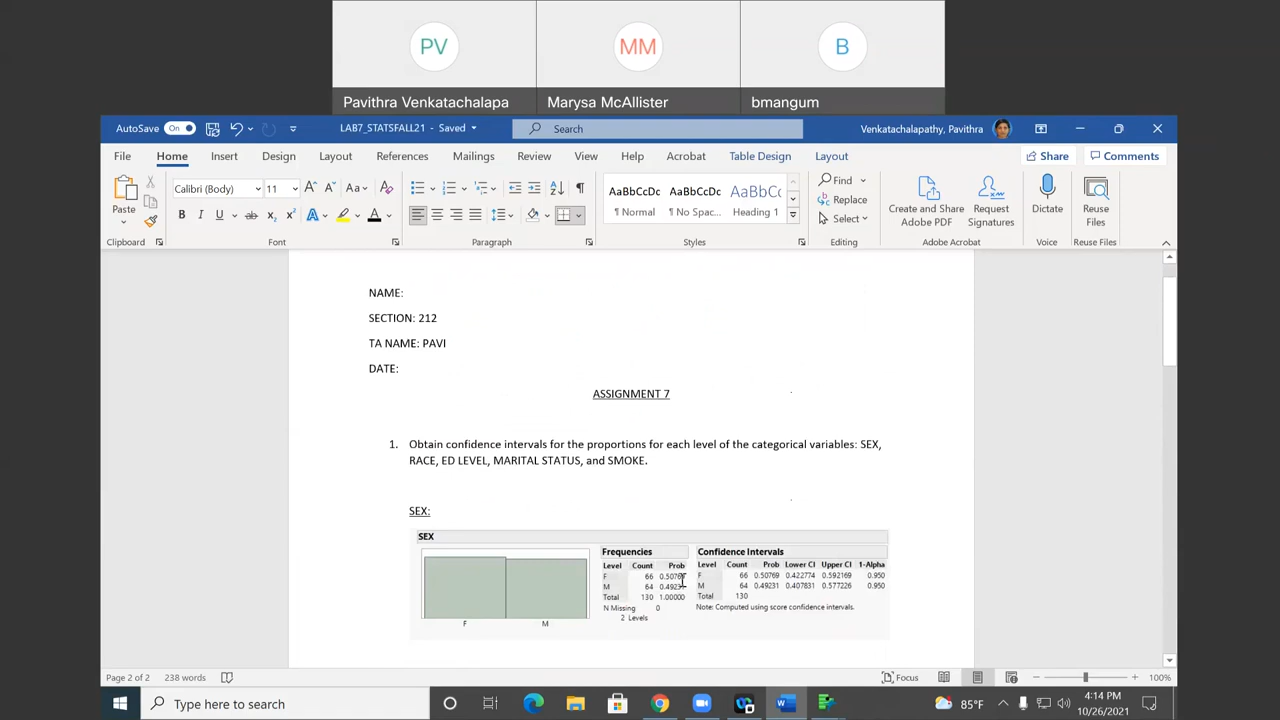 PV
MM
B
Pavithra Venkatachalapa
Marysa McAllister
bmangum
AutoSave
On
LAB7_STATSFALL21 - Saved
Search
Venkatachalapathy, Pavithra
File
Home
Insert
Design
Layout
References
Mailings
Review
View
Help
Acrobat
Table Design
Layout
Share
Comments
Paste
Calibri (Body)
11
AaBbCcDc
¶ Normal
AaBbCcDc
¶ No Spac...
AaBbCc
Heading 1
Find
Replace
Select
Create and Share Adobe PDF
Request Signatures
Dictate
Reuse Files
Clipboard
Font
Paragraph
Styles
Editing
Adobe Acrobat
Voice
Reuse Files
NAME:
SECTION: 212
TA NAME: PAVI
DATE:
ASSIGNMENT 7
1. Obtain confidence intervals for the proportions for each level of the categorical variables: SEX,
RACE, ED LEVEL, MARITAL STATUS, and SMOKE.
SEX:
SEX
F M
Frequencies
Level Count Prob
F 66 0.50769
M 64 0.49231
Total 130 1.00000
N Missing 0
2 Levels
Confidence Intervals
Level Count Prob Lower CI Upper CI 1-Alpha
F 66 0.50769 0.422774 0.592169 0.950
M 64 0.49231 0.407831 0.577226 0.950
Total 130
Note: Computed using score confidence intervals.
Page 2 of 2
238 words
Focus
100%
Type here to search
85°F
4:14 PM
10/26/2021